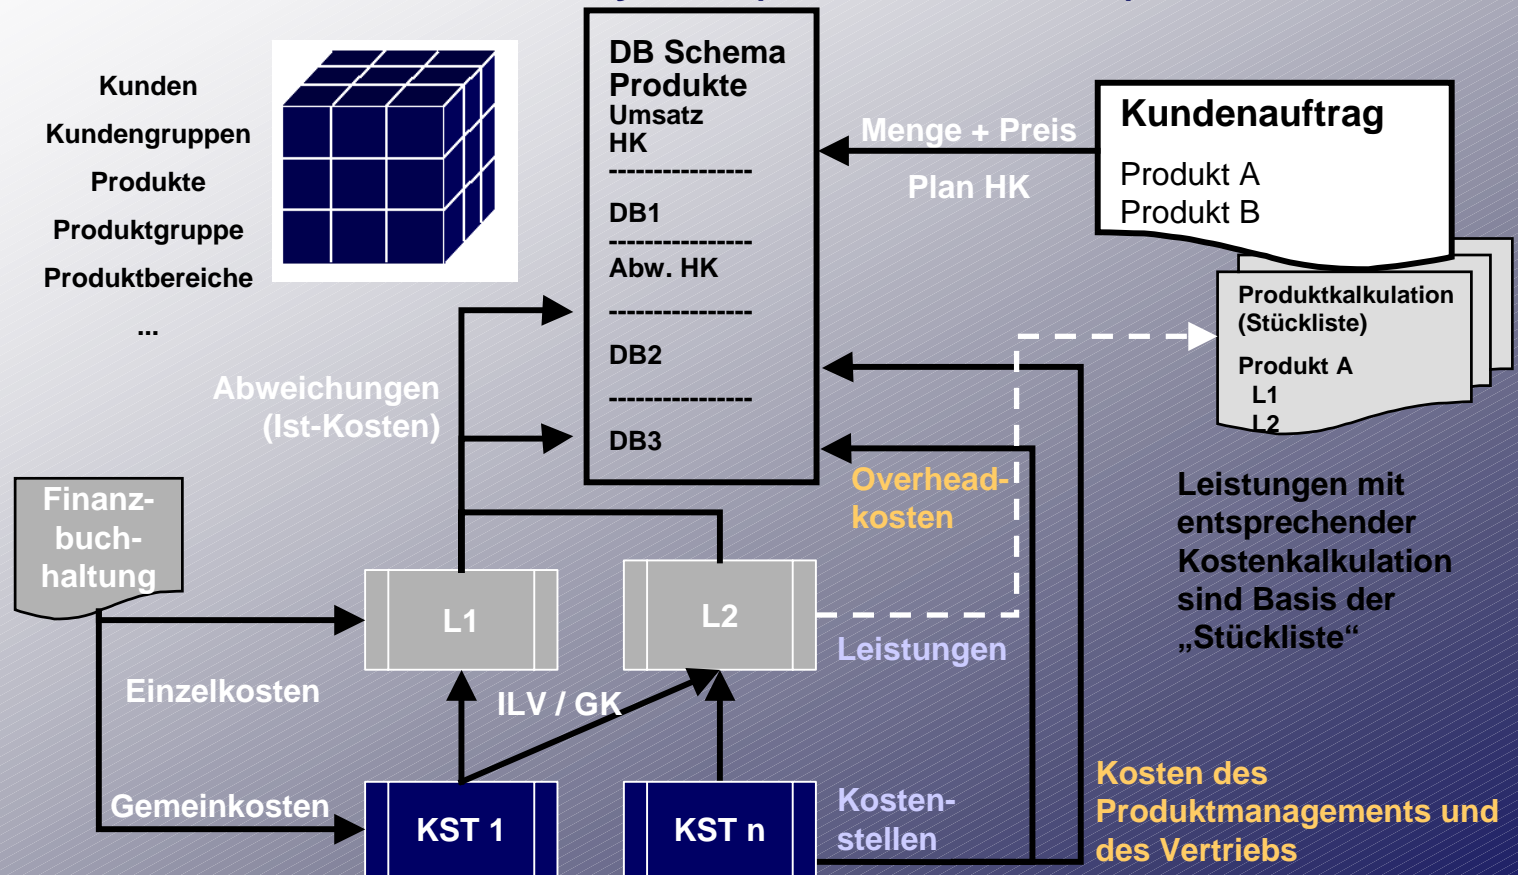 Kunden
Kundengruppen
Produkte
Produktgruppe
Produktbereiche
...
DB Schema
Produkte
Umsatz
HK
----------------
DB1
----------------
Abw. HK
----------------
DB2
----------------
DB3
Menge + Preis
Plan HK
Kundenauftrag
Produkt A
Produkt B
Produktkalkulation
(Stückliste)
Produkt A
L1
L2
Abweichungen
(Ist-Kosten)
Overhead-
kosten
Leistungen mit
entsprechender
Kostenkalkulation
sind Basis der
„Stückliste“
Finanz-
buch-
haltung
L1
L2
Leistungen
Einzelkosten
ILV / GK
Gemeinkosten
KST 1
KST n
Kosten-
stellen
Kosten des
Produktmanagements und
des Vertriebs